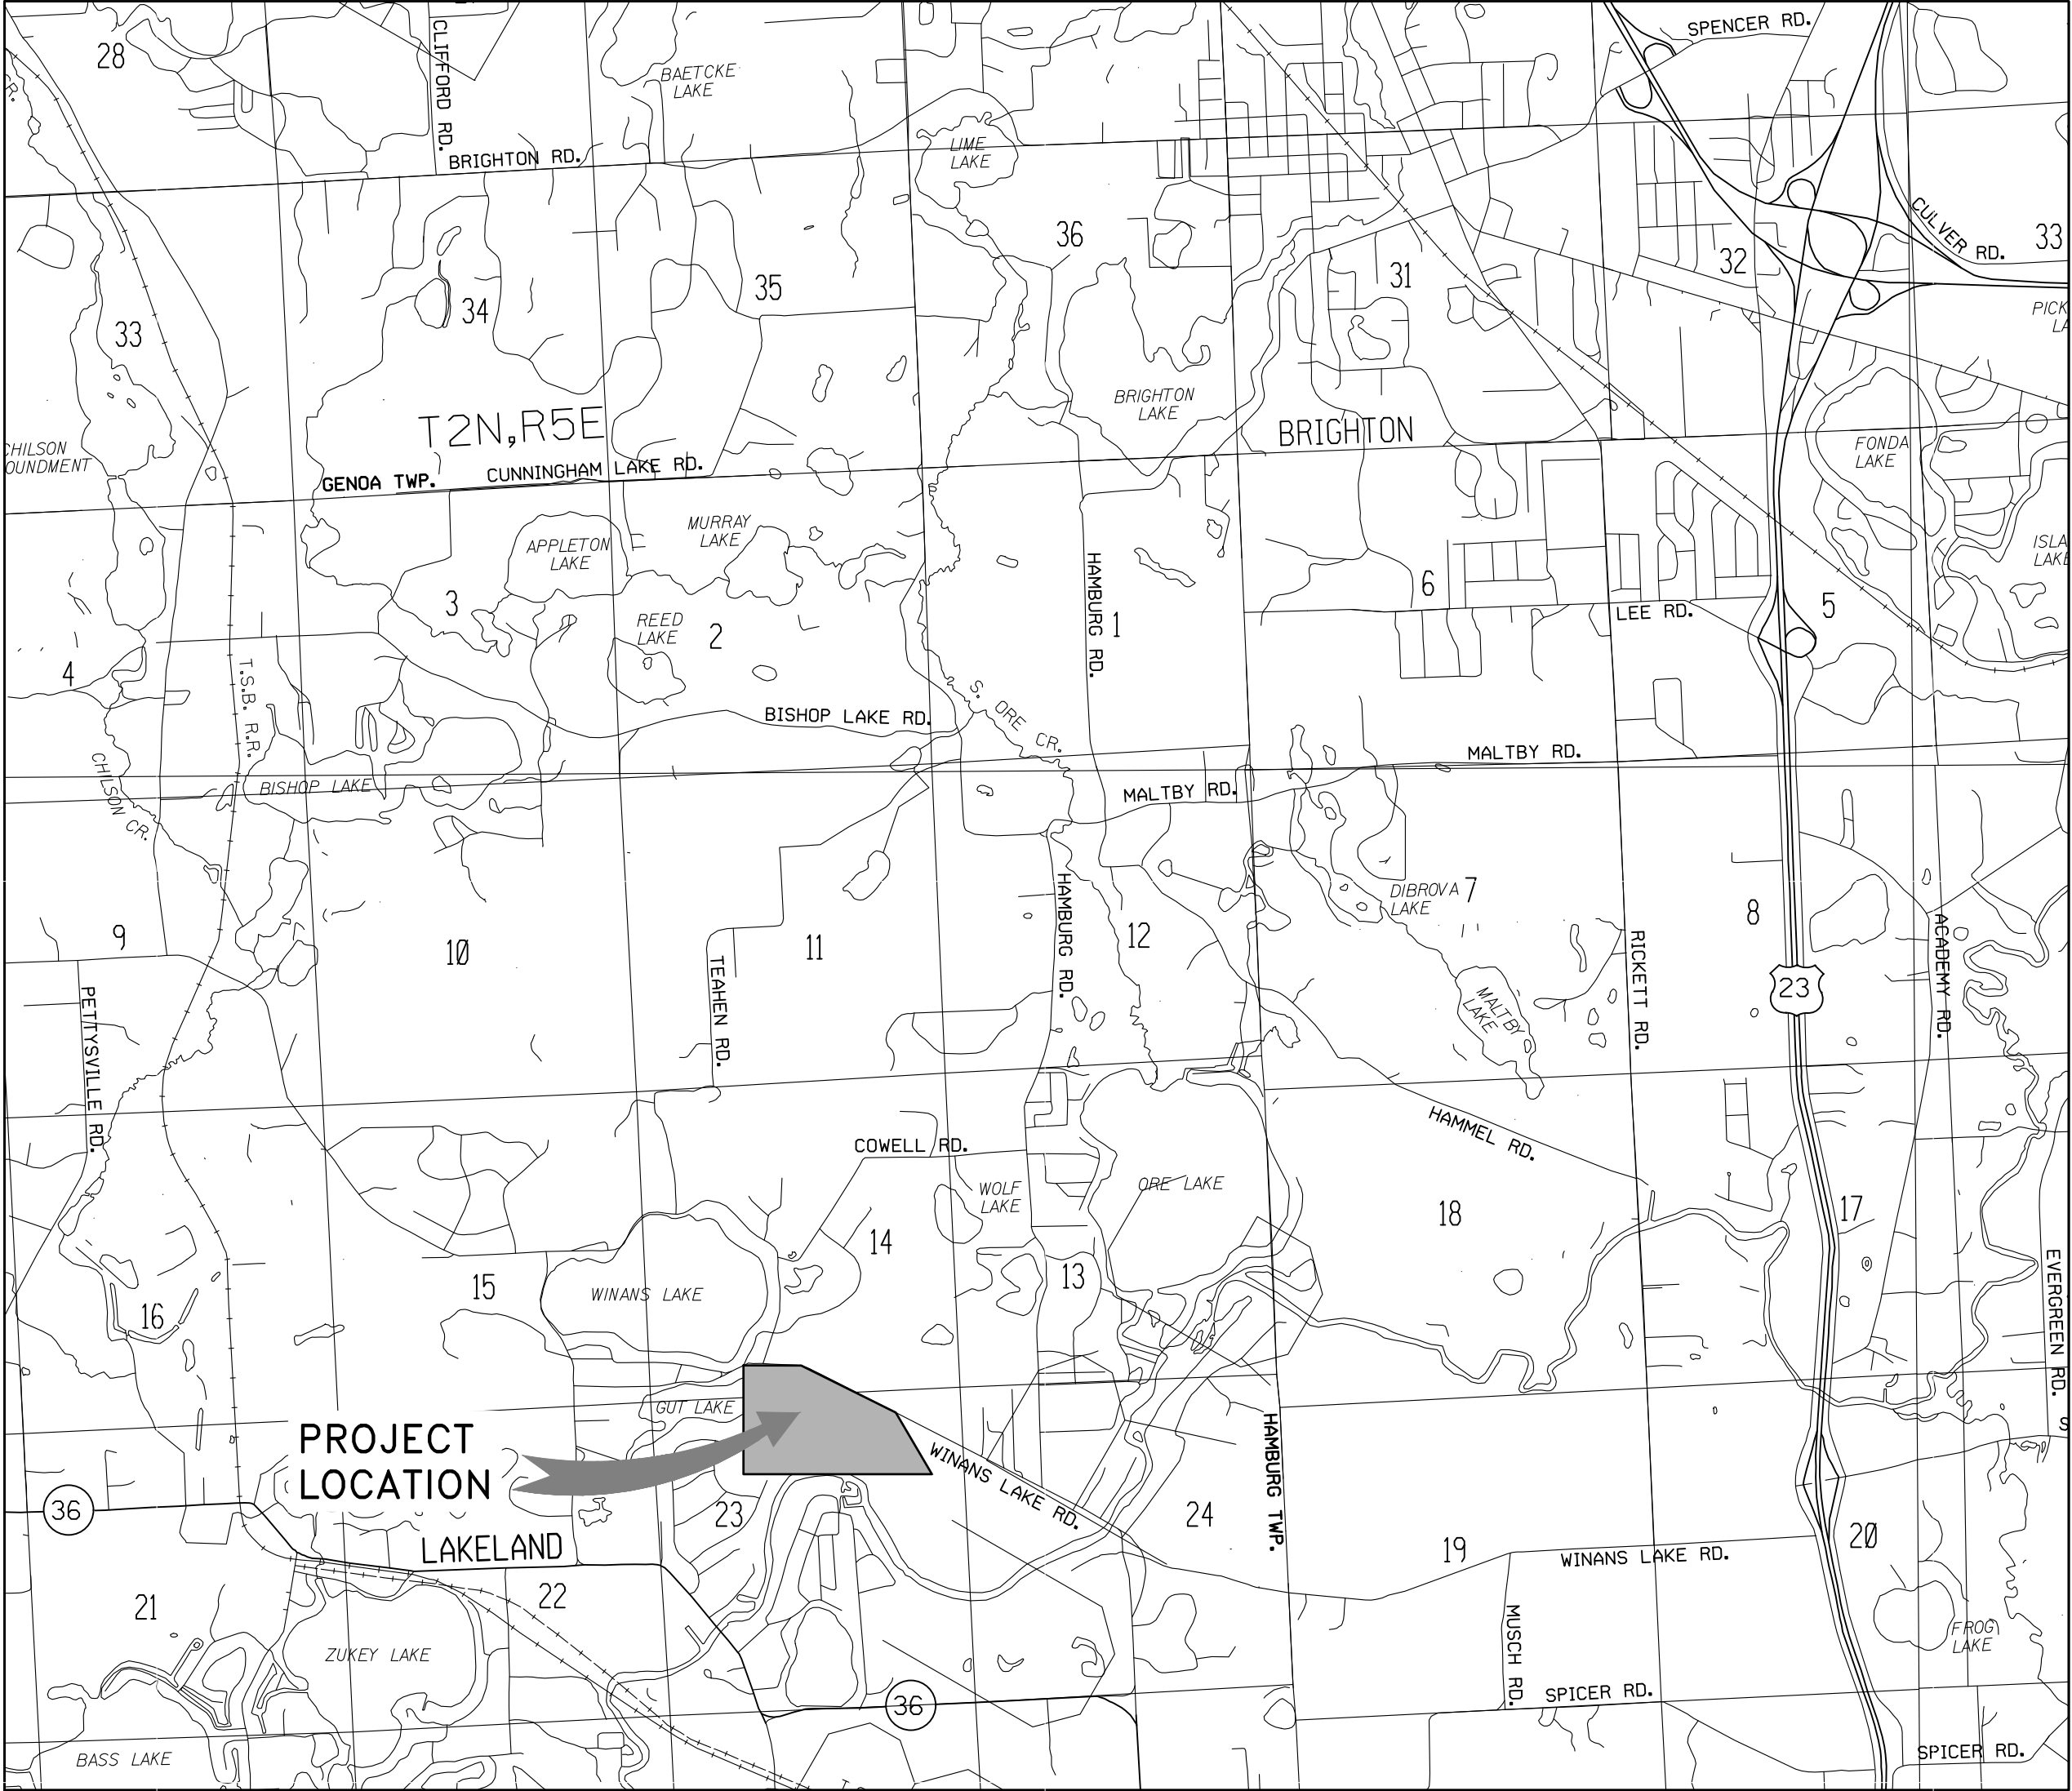 SPENCER RD.
28
CLIFFORD RD.
BAETCKE
LAKE
R.
BRIGHTON RD.
LIME
LAKE
CULVER RD.
36
33
32
31
35
34
33
PICK
LA
BRIGHTON
LAKE
T2N,R5E
BRIGHTON
CHILSON
OUNDMENT
FONDA
LAKE
GENOA TWP.
CUNNINGHAM LAKE RD.
MURRAY
LAKE
APPLETON
LAKE
ISLA
LAKE
HAMBURG RD.
6
3
REED
LAKE
2
1
LEE RD.
5
4
T.S.B. R.R.
S. ORE CR.
BISHOP LAKE RD.
MALTBY RD.
CHILSON CR.
BISHOP LAKE
MALTBY RD.
HAMBURG RD.
DIBROVA
LAKE
7
8
9
10
11
12
TEAHEN RD.
RICKETT RD.
ACADEMY RD.
23
PETTYSVILLE RD.
MALTBY
LAKE
HAMMEL RD.
COWELL RD.
WOLF
LAKE
ORE LAKE
18
17
14
13
15
WINANS LAKE
16
EVERGREEN RD.
GUT LAKE
PROJECT
LOCATION
S
WINANS LAKE RD.
HAMBURG TWP.
36
23
24
LAKELAND
19
WINANS LAKE RD.
20
21
22
MUSCH RD.
FROG
LAKE
ZUKEY LAKE
SPICER RD.
36
BASS LAKE
SPICER RD.